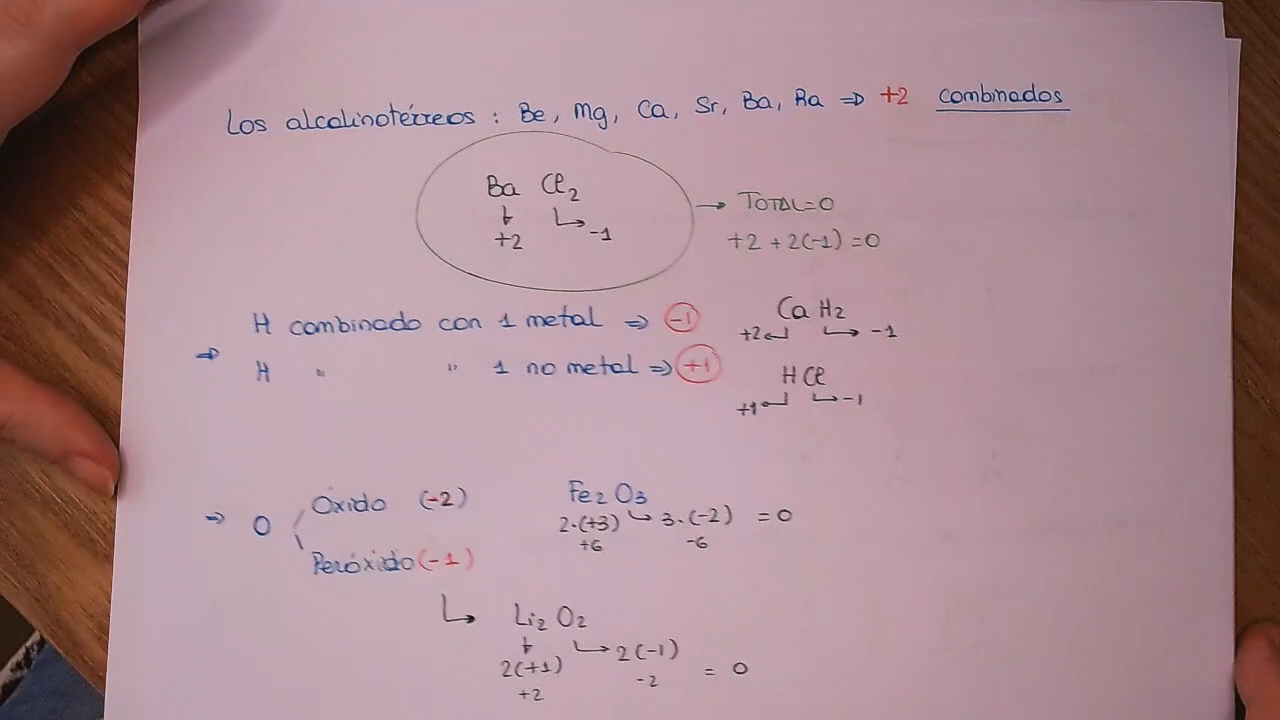 Los alcalinotérreos : Be, Mg, Ca, Sr, Ba, Ra ⇒ +2 combinados
Ba Cl₂ → TOTAL=0
↓ ↳ -1
+2
+2 + 2(-1) = 0
H combinado con 1 metal ⇒ -1
Ca H₂
+2 ↲ ↳ -1
⇒ H " " 1 no metal ⇒ +1
H Cl
+1 ↲ ↳ -1
⇒ O
Óxido (-2)
Peróxido (-1)
Fe₂ O₃
2·(+3) ↳ 3·(-2) = 0
+6 -6
↳ Li₂ O₂
↓ ↳ 2(-1)
2(+1) = 0
+2 -2